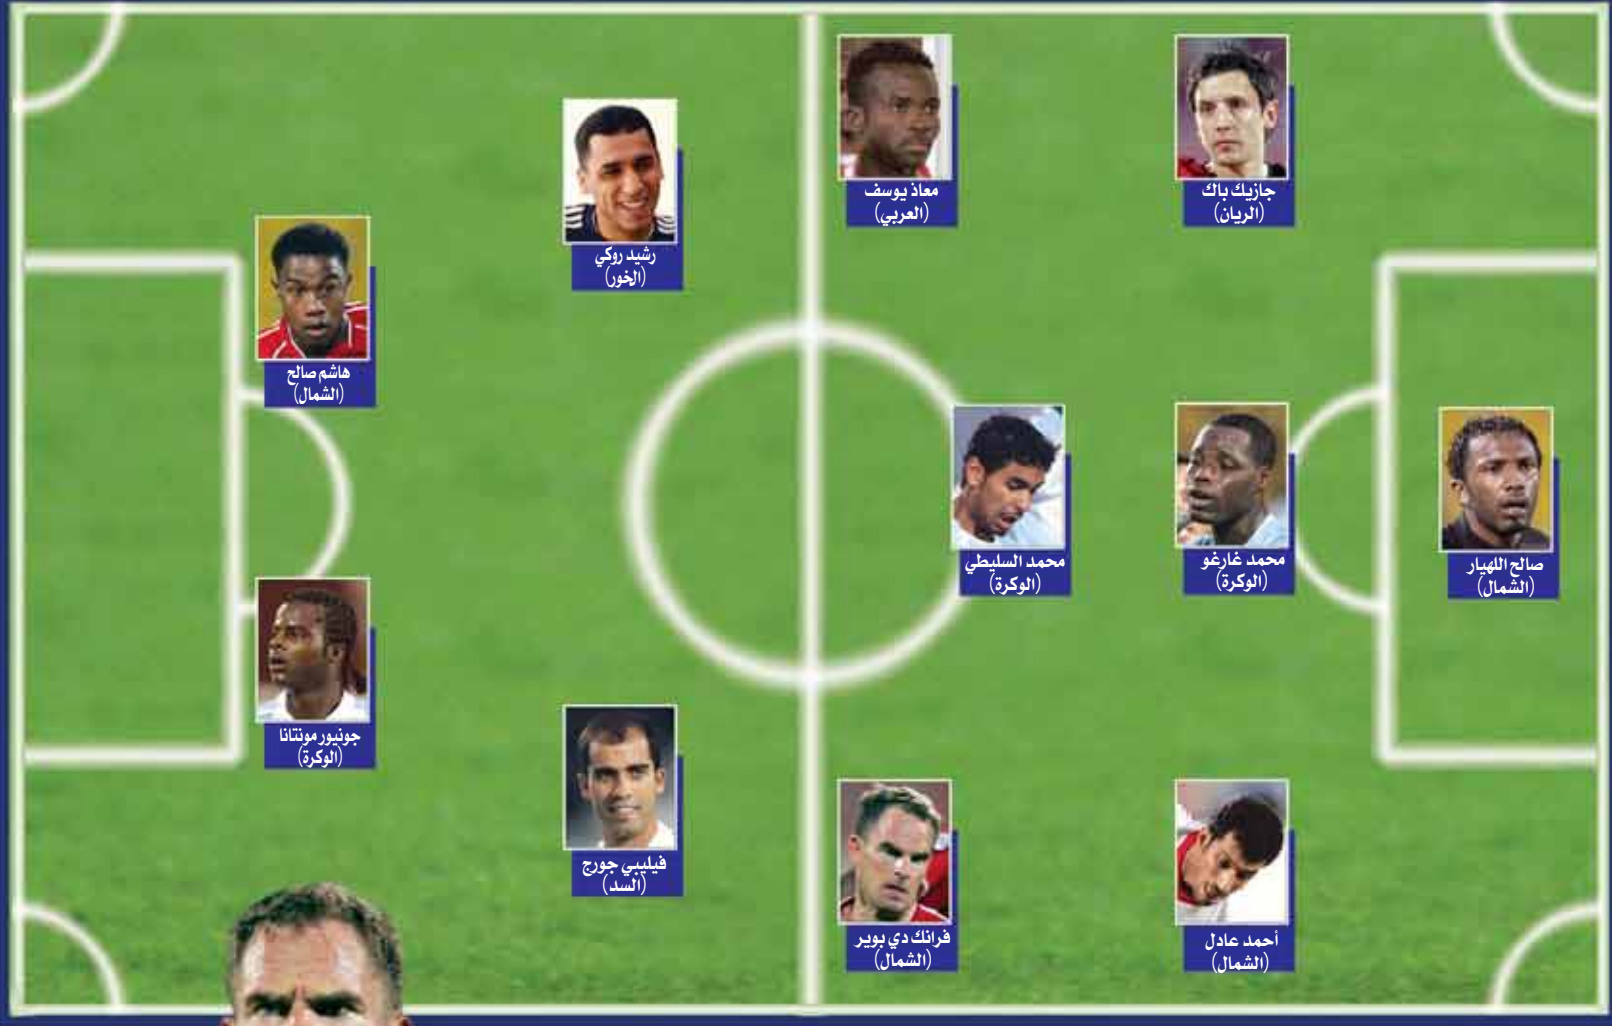 معاذ يوسف
(العربي)
جازيك باك
(الريان)
رشيد روكي
(الخور)
هاشم صالح
(الشمال)
محمد السليطي
(الوكرة)
محمد غارغو
(الوكرة)
صالح اللهيار
(الشمال)
جونيور مونتانا
(الوكرة)
فيليبي جورج
(السد)
فرانك دي بوير
(الشمال)
أحمد عادل
(الشمال)